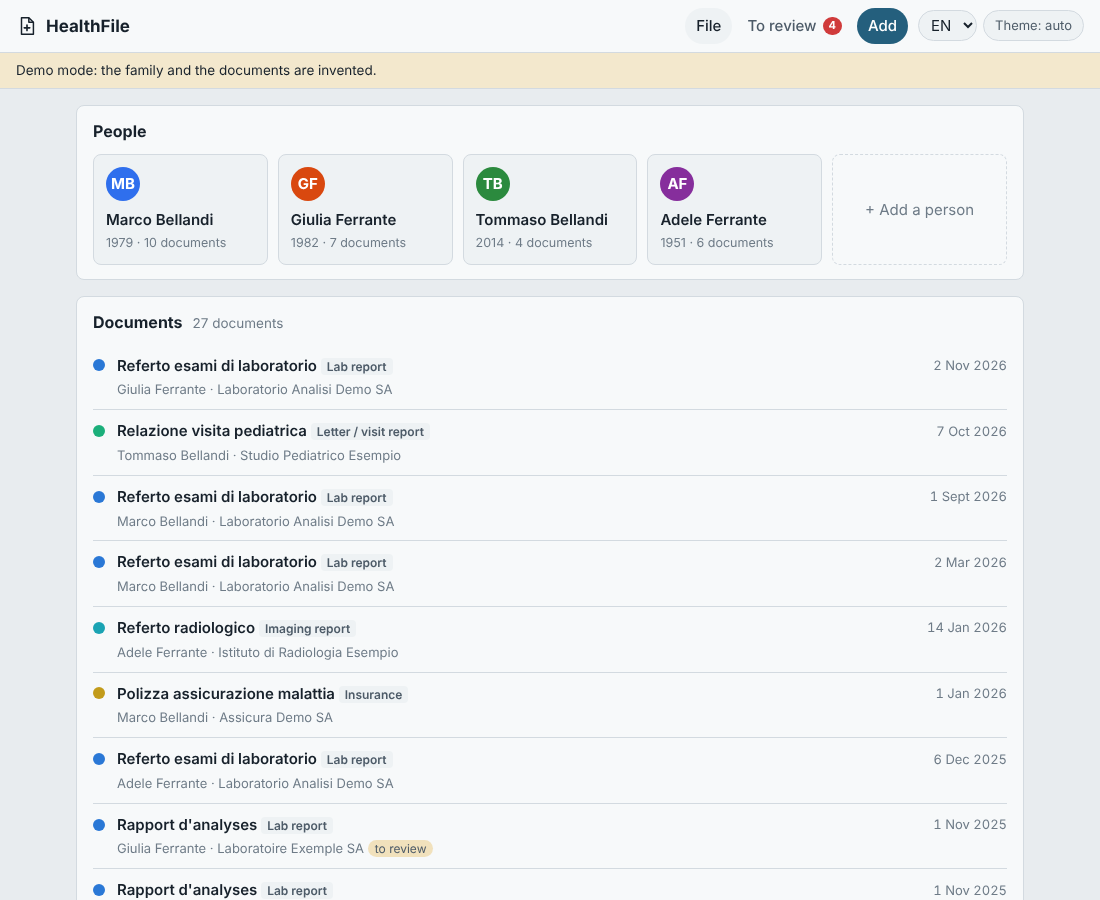 HealthFile
File
To review 4
Add
EN
Theme: auto
Demo mode: the family and the documents are invented.
People
MB
Marco Bellandi
1979 · 10 documents
GF
Giulia Ferrante
1982 · 7 documents
TB
Tommaso Bellandi
2014 · 4 documents
AF
Adele Ferrante
1951 · 6 documents
+ Add a person
Documents 27 documents
Referto esami di laboratorio Lab report 2 Nov 2026
Giulia Ferrante · Laboratorio Analisi Demo SA
Relazione visita pediatrica Letter / visit report 7 Oct 2026
Tommaso Bellandi · Studio Pediatrico Esempio
Referto esami di laboratorio Lab report 1 Sept 2026
Marco Bellandi · Laboratorio Analisi Demo SA
Referto esami di laboratorio Lab report 2 Mar 2026
Marco Bellandi · Laboratorio Analisi Demo SA
Referto radiologico Imaging report 14 Jan 2026
Adele Ferrante · Istituto di Radiologia Esempio
Polizza assicurazione malattia Insurance 1 Jan 2026
Marco Bellandi · Assicura Demo SA
Referto esami di laboratorio Lab report 6 Dec 2025
Adele Ferrante · Laboratorio Analisi Demo SA
Rapport d'analyses Lab report 1 Nov 2025
Giulia Ferrante · Laboratoire Exemple SA to review
Rapport d'analyses Lab report 1 Nov 2025